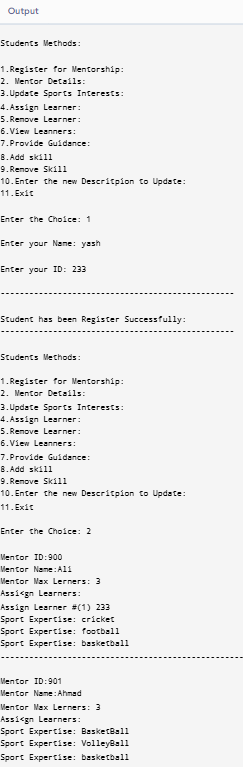 Output
Students Methods:
1.Register for Mentorship:
2. Mentor Details:
3.Update Sports Interests:
4.Assign Learner:
5.Remove Learner:
6.View Leanners:
7.Provide Guidance:
8.Add skill
9.Remove Skill
10.Enter the new Descritpion to Update:
11.Exit
Enter the Choice: 1
Enter your Name: yash
Enter your ID: 233
-------------------------------------------------
Student has been Register Successfully:
-------------------------------------------------
Students Methods:
1.Register for Mentorship:
2. Mentor Details:
3.Update Sports Interests:
4.Assign Learner:
5.Remove Learner:
6.View Leanners:
7.Provide Guidance:
8.Add skill
9.Remove Skill
10.Enter the new Descritpion to Update:
11.Exit
Enter the Choice: 2
Mentor ID:900
Mentor Name:Ali
Mentor Max Lerners: 3
Assi<gn Learners:
Assign Learner #(1) 233
Sport Expertise: cricket
Sport Expertise: football
Sport Expertise: basketball
---------------------------------------------------
Mentor ID:901
Mentor Name:Ahmad
Mentor Max Lerners: 3
Assi<gn Learners:
Sport Expertise: BasketBall
Sport Expertise: VolleyBall
Sport Expertise: basketball